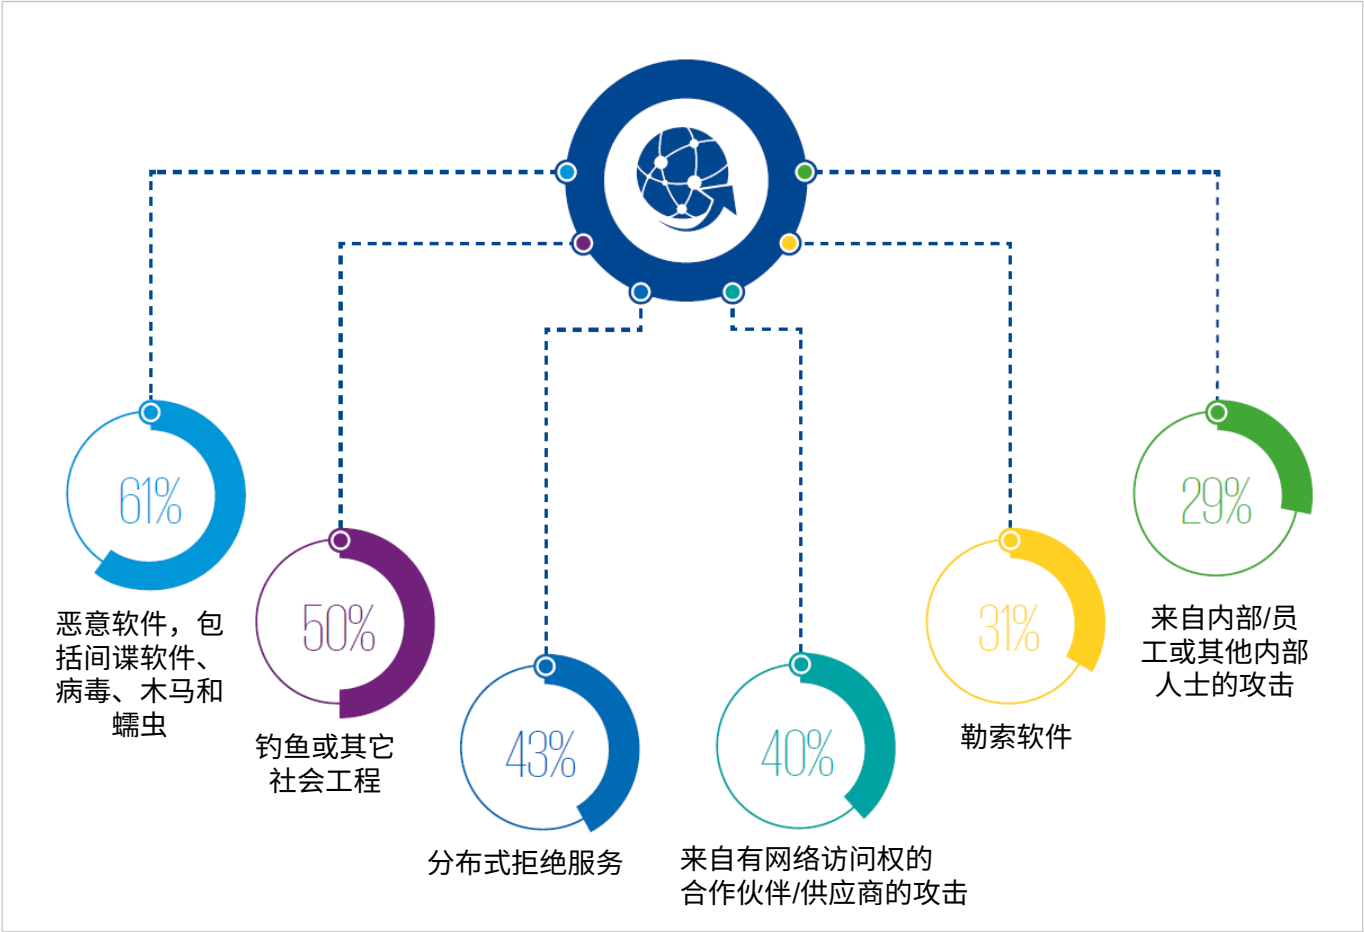 61%
恶意软件，包
括间谍软件、
病毒、木马和
蠕虫
50%
钓鱼或其它
社会工程
43%
分布式拒绝服务
40%
来自有网络访问权的
合作伙伴/供应商的攻击
31%
勒索软件
29%
来自内部/员
工或其他内部
人士的攻击